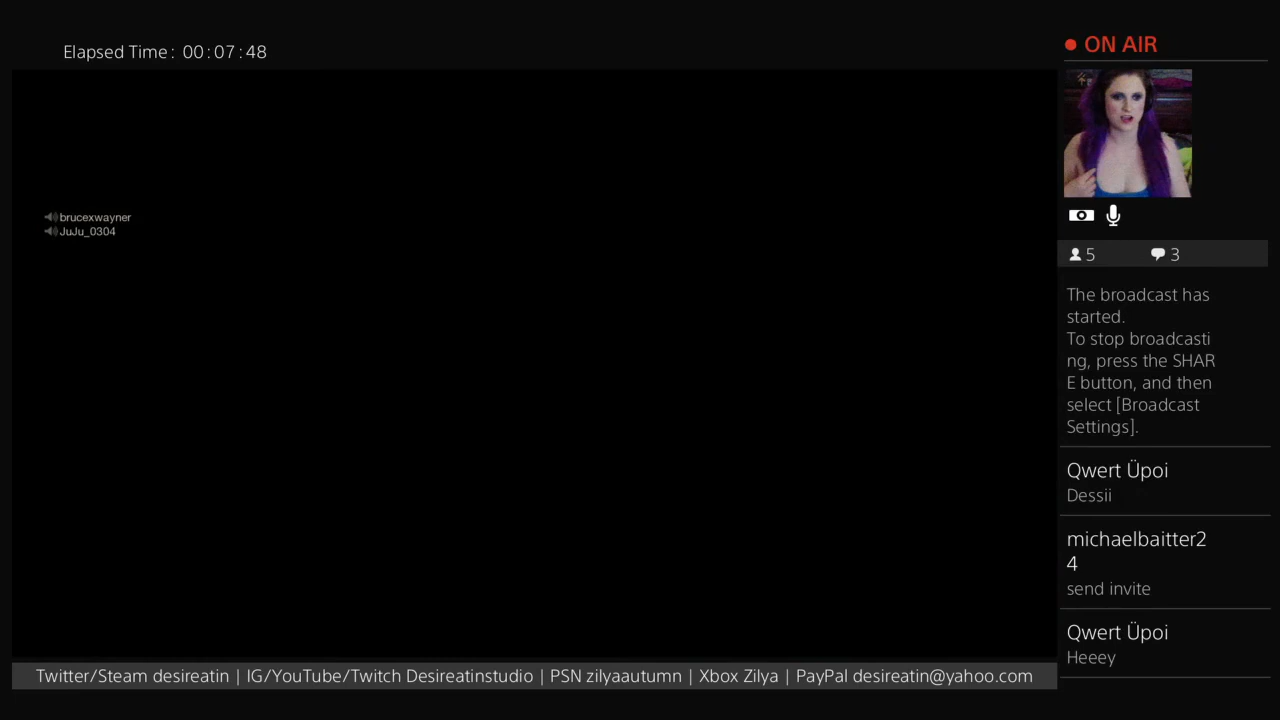 Elapsed Time: 00:07:48
ON AIR
brucexwayner
JuJu_0304
5 3
The broadcast has
started.
To stop broadcasti
ng, press the SHAR
E button, and then
select [Broadcast
Settings].
Qwert Üpoi
Dessii
michaelbaitter2
4
send invite
Qwert Üpoi
Heeey
Twitter/Steam desireatin | IG/YouTube/Twitch Desireatinstudio | PSN zilyaautumn | Xbox Zilya | PayPal desireatin@yahoo.com